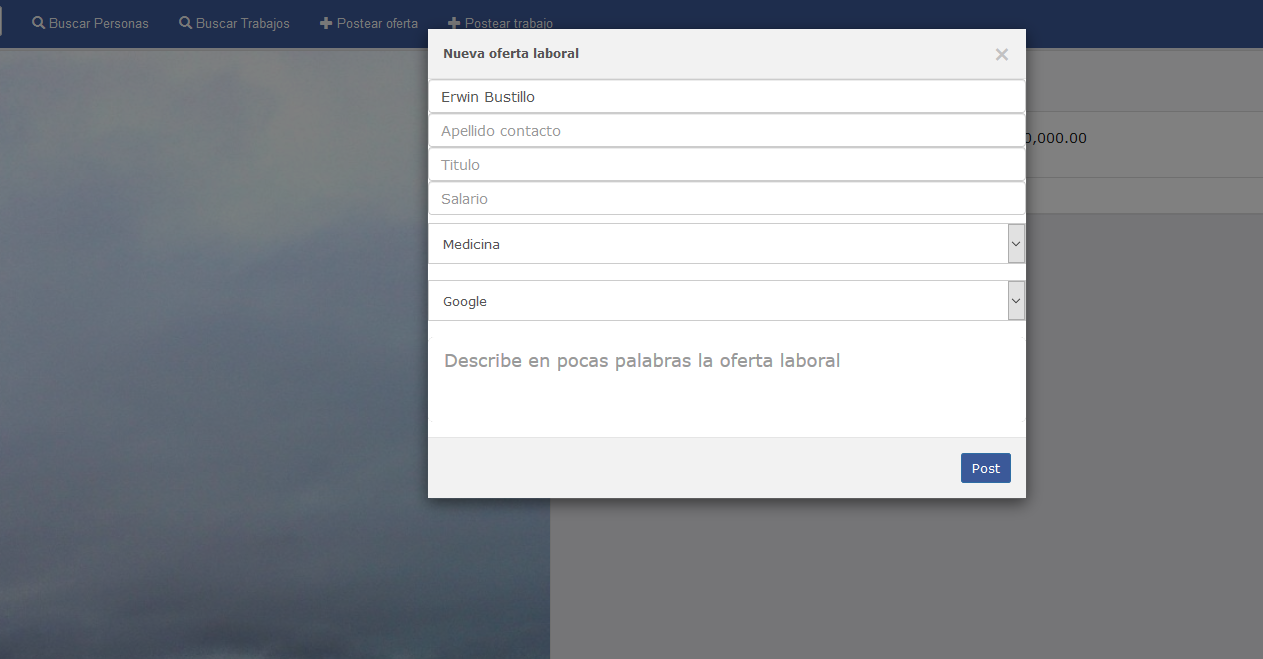 Buscar Personas Buscar Trabajos Postear oferta Postear trabajo
Nueva oferta laboral ×
Erwin Bustillo
Apellido contacto
0,000.00
Titulo
Salario
Medicina
Google
Describe en pocas palabras la oferta laboral
Post